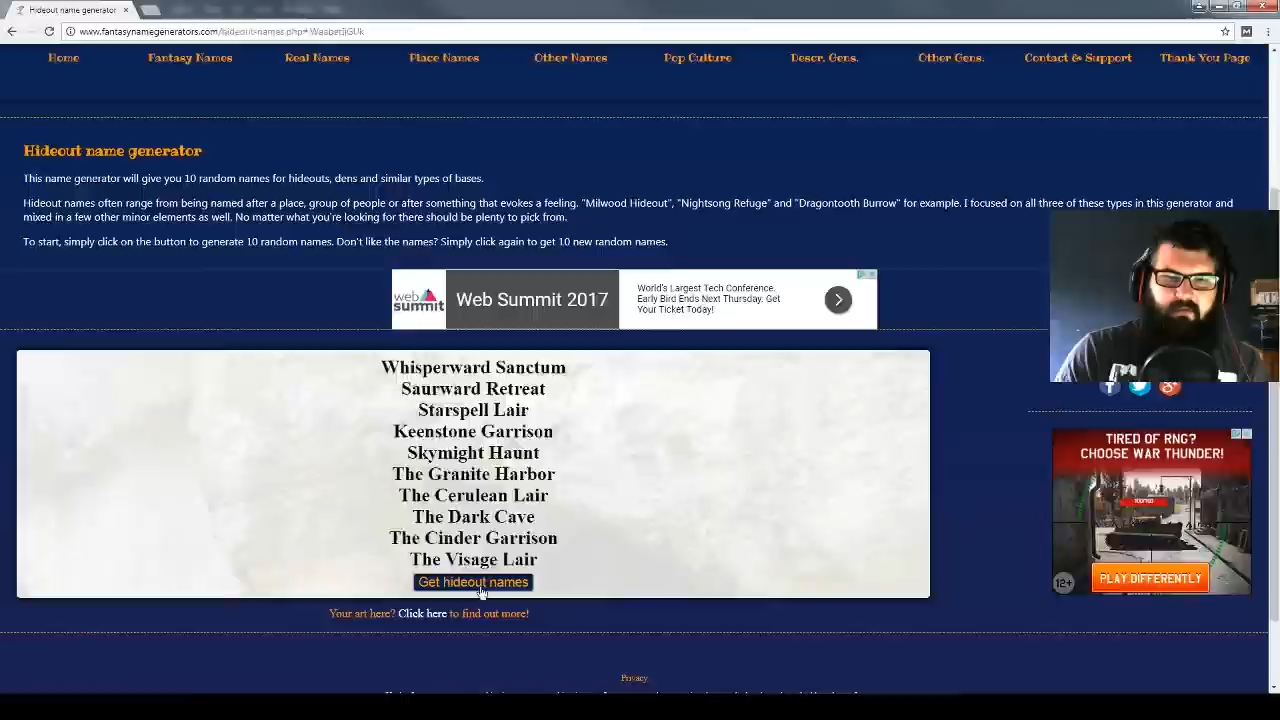 Hideout name generator
www.fantasynamegenerators.com/hideout-names.php
Home Fantasy Names Real Names Place Names Other Names Pop Culture Descr. Gens. Other Gens. Contact & Support Thank You Page
Hideout name generator
This name generator will give you 10 random names for hideouts, dens and similar types of bases.
Hideout names often range from being named after a place, group of people or after something that evokes a feeling. "Milwood Hideout", "Nightsong Refuge" and "Dragontooth Burrow" for example. I focused on all three of these types in this generator and
mixed in a few other minor elements as well. No matter what you're looking for there should be plenty to pick from.
To start, simply click on the button to generate 10 random names. Don't like the names? Simply click again to get 10 new random names.
web summit
Web Summit 2017
World's Largest Tech Conference.
Early Bird Ends Next Thursday. Get
Your Ticket Today!
Whisperward Sanctum
Saurward Retreat
Starspell Lair
Keenstone Garrison
Skymight Haunt
The Granite Harbor
The Cerulean Lair
The Dark Cave
The Cinder Garrison
The Visage Lair
Get hideout names
Your art here? Click here to find out more!
TIRED OF RNG?
CHOOSE WAR THUNDER!
12+
PLAY DIFFERENTLY
Privacy